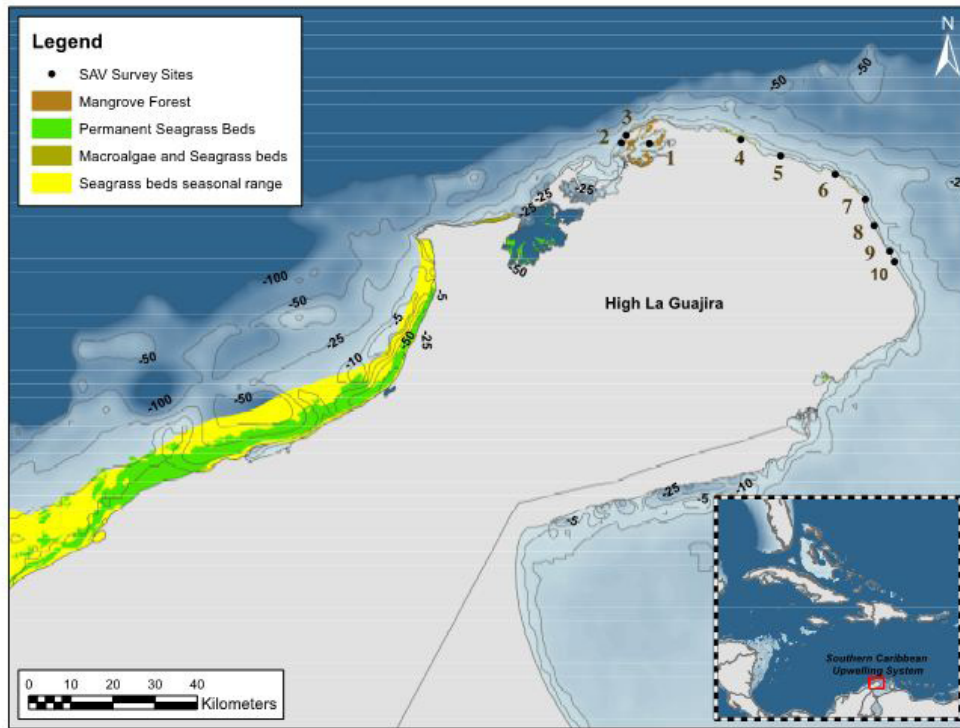 Legend
SAV Survey Sites
Mangrove Forest
Permanent Seagrass Beds
Macroalgae and Seagrass beds
Seagrass beds seasonal range
N
-50
-50
3
2
1
4
5
6
7
8
9
10
-25
-25
-25
-50
-100
-50
-25
-5
-5
-50
-25
-10
-50
-100
-50
High La Guajira
-25
-10
-5
-5
Southern Caribbean
Upwelling System
0 10 20 30 40
Kilometers